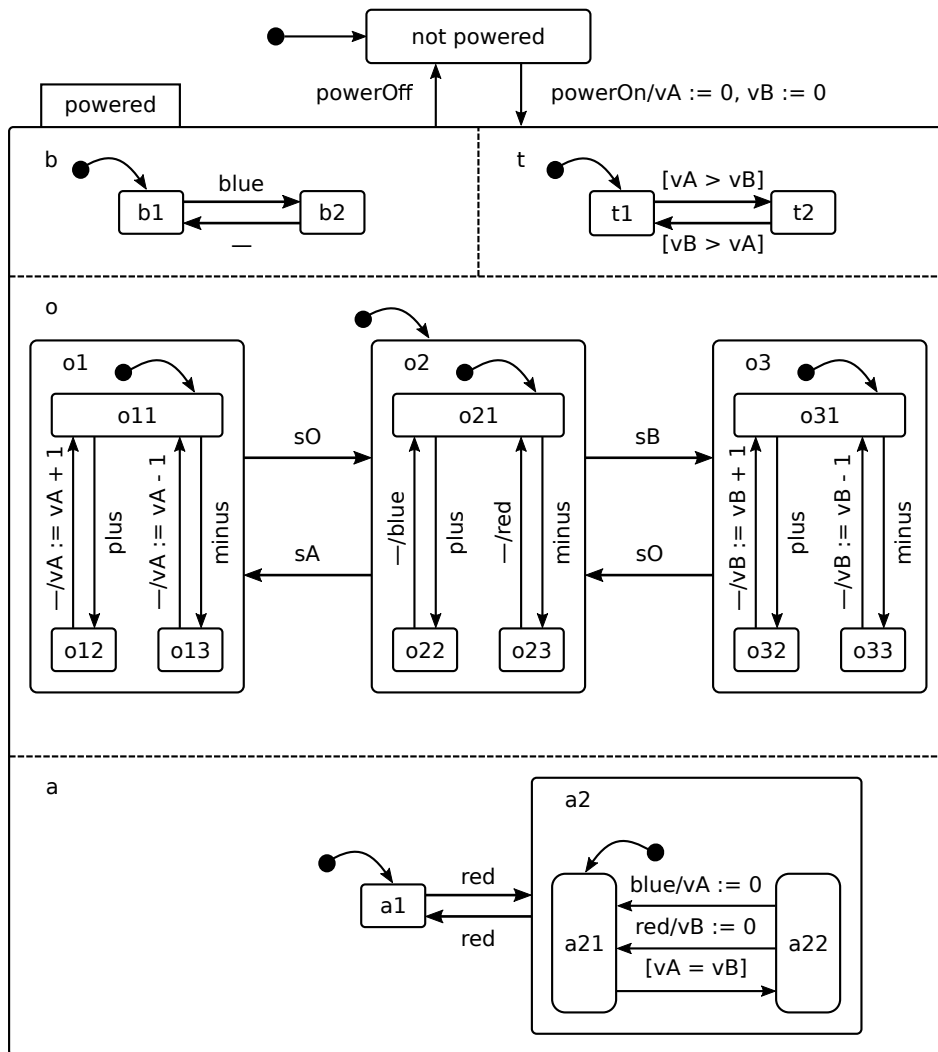 not powered
powerOff
powerOn/vA := 0, vB := 0
powered
b
b1
blue
b2
—
t
t1
[vA > vB]
t2
[vB > vA]
o
o1
o11
—/vA := vA + 1
plus
—/vA := vA - 1
minus
o12
o13
sO
sA
o2
o21
—/blue
plus
—/red
minus
o22
o23
sB
sO
o3
o31
—/vB := vB + 1
plus
—/vB := vB - 1
minus
o32
o33
a
a1
red
red
a2
a21
blue/vA := 0
red/vB := 0
[vA = vB]
a22